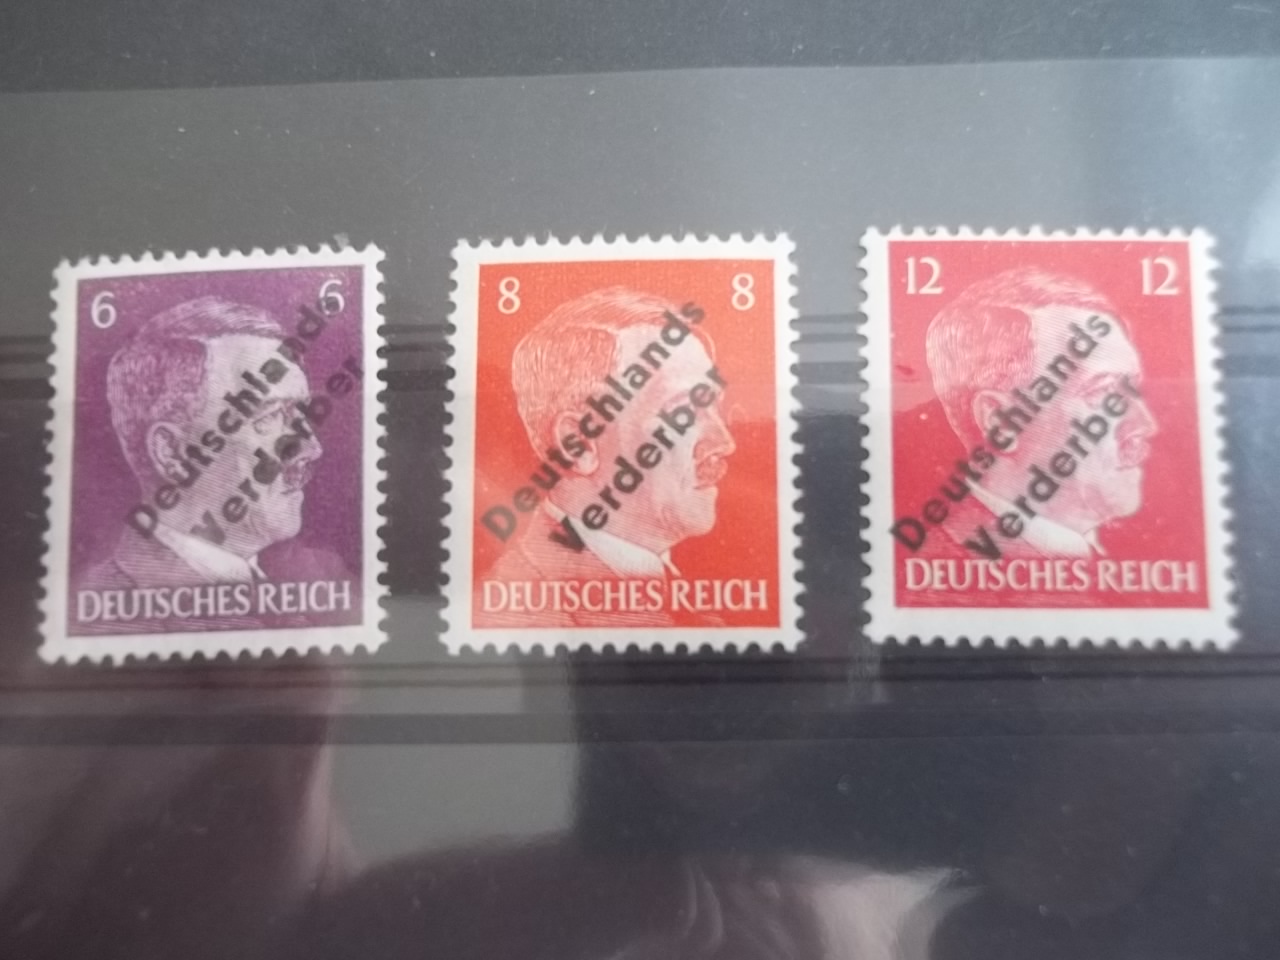 6 6
Deutschlands
Verderber
DEUTSCHES REICH
8 8
Deutschlands
Verderber
DEUTSCHES REICH
12 12
Deutschlands
Verderber
DEUTSCHES REICH